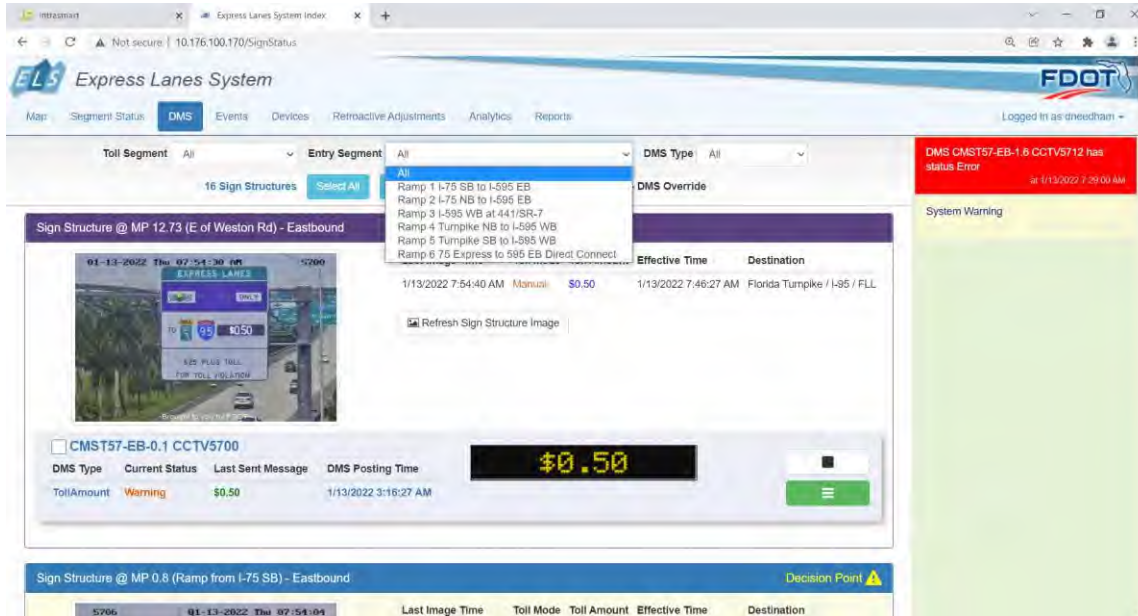 Intrasmart
Express Lanes System Index
Not secure | 10.176.100.170/SignStatus
ELS Express Lanes System
FDOT
Map Segment Status DMS Events Devices Retroactive Adjustments Analytics Reports
Logged in as dneedham
Toll Segment All Entry Segment All DMS Type All
16 Sign Structures Select All DMS Override
All
Ramp 1 I-75 SB to I-595 EB
Ramp 2 I-75 NB to I-595 EB
Ramp 3 I-595 WB at 441/SR-7
Ramp 4 Turnpike NB to I-595 WB
Ramp 5 Turnpike SB to I-595 WB
Ramp 6 75 Express to 595 EB Direct Connect
DMS CMST57-EB-1.6 CCTV5712 has
status Error
at 1/13/2022 7:29:00 AM
System Warning
Sign Structure @ MP 12.73 (E of Weston Rd) - Eastbound
01-13-2022 Thu 07:54:30 AM 5700
EXPRESS LANES
ONLY
TO 95 $0.50
$25 PLUS TOLL
FOR TOLL VIOLATION
Effective Time Destination
1/13/2022 7:54:40 AM Manual $0.50 1/13/2022 7:46:27 AM Florida Turnpike / I-95 / FLL
Refresh Sign Structure Image
CMST57-EB-0.1 CCTV5700
DMS Type Current Status Last Sent Message DMS Posting Time
TollAmount Warning $0.50 1/13/2022 3:16:27 AM
$0.50
Sign Structure @ MP 0.8 (Ramp from I-75 SB) - Eastbound
Decision Point
5706 01-13-2022 Thu 07:54:04
Last Image Time Toll Mode Toll Amount Effective Time Destination